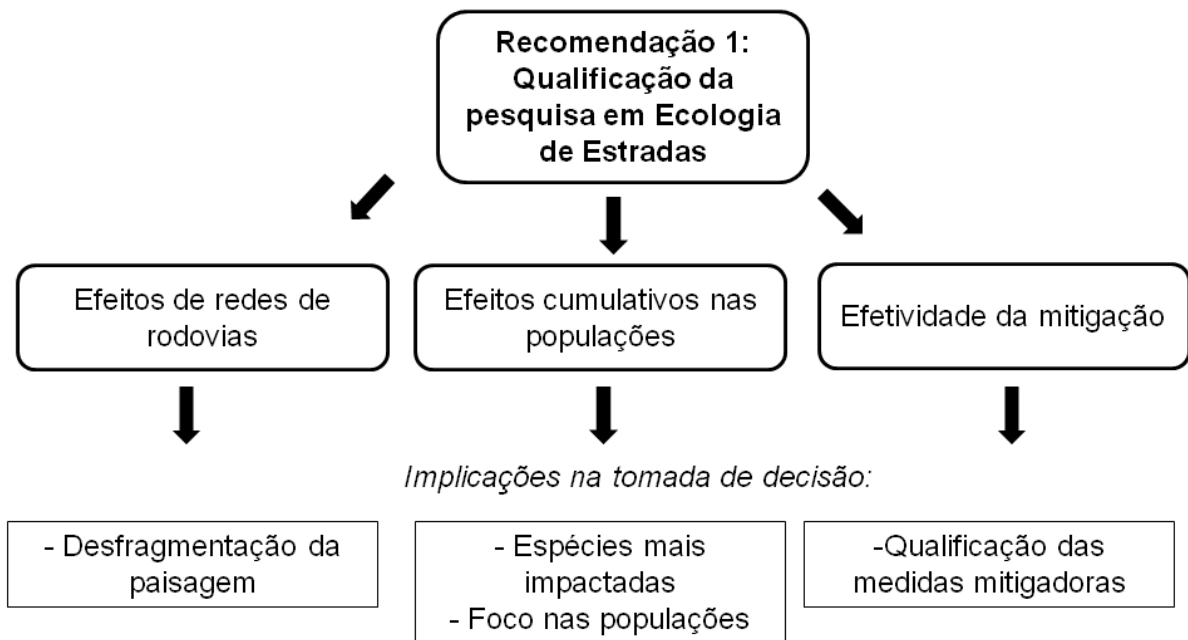 Recomendação 1:
Qualificação da
pesquisa em Ecologia
de Estradas
Efeitos de redes de
rodovias
Efeitos cumulativos nas
populações
Efetividade da mitigação
Implicações na tomada de decisão:
- Desfragmentação da
paisagem
- Espécies mais
impactadas
- Foco nas populações
-Qualificação das
medidas mitigadoras